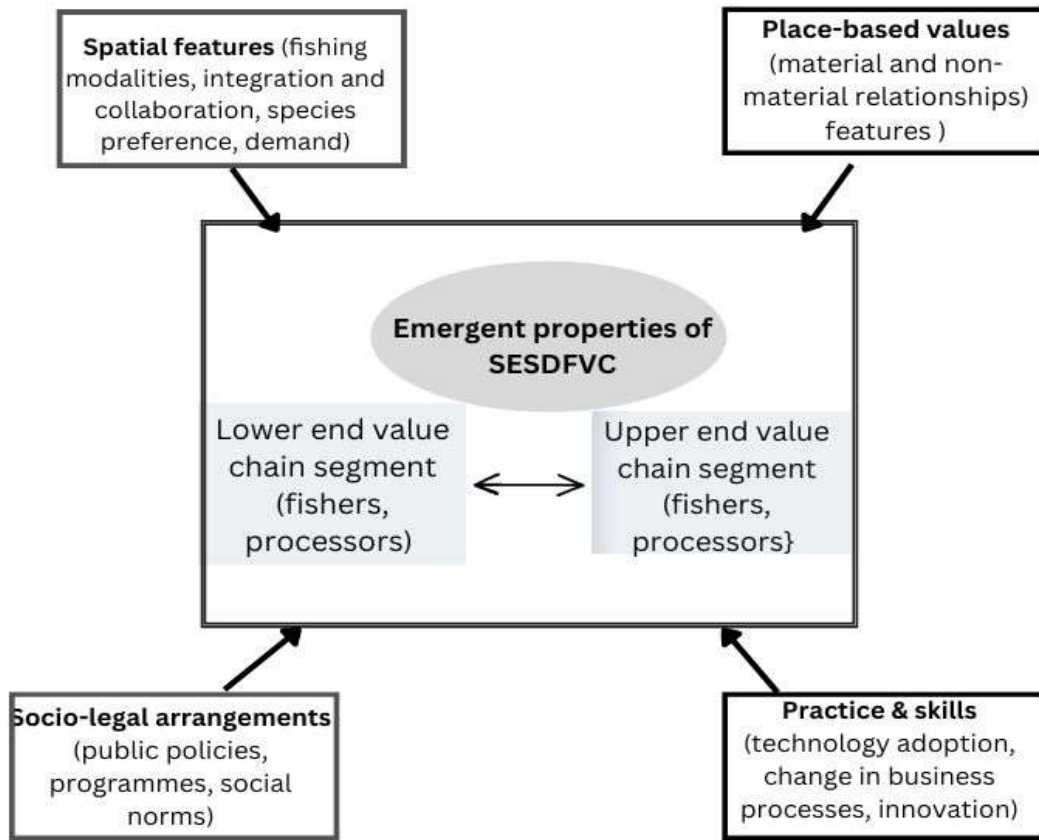 Spatial features (fishing
modalities, integration and
collaboration, species
preference, demand)
Place-based values
(material and non-
material relationships)
features )
Emergent properties of
SESDFVC
Lower end value
chain segment
(fishers,
processors)
Upper end value
chain segment
(fishers,
processors}
Socio-legal arrangements
(public policies,
programmes, social
norms)
Practice & skills
(technology adoption,
change in business
processes, innovation)